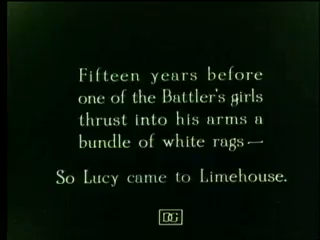 Fifteen years before
one of the Battler's girls
thrust into his arms a
bundle of white rags—
So Lucy came to Limehouse.
DG